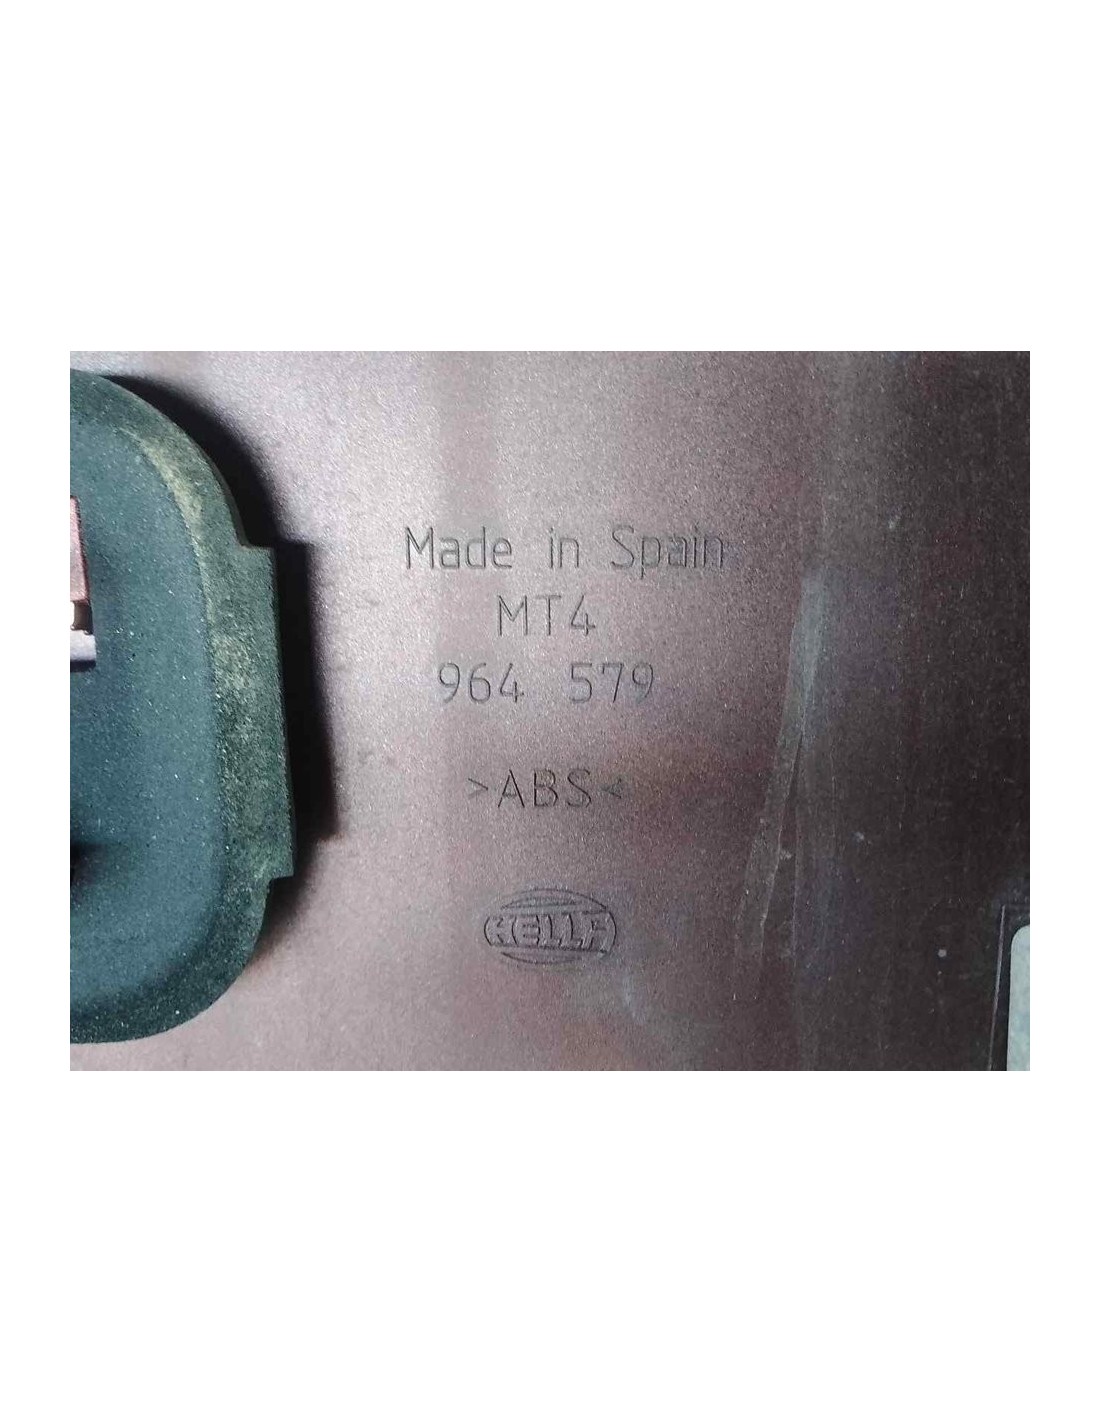 Made in Spain
MT4
964 579
>ABS<
HELLA